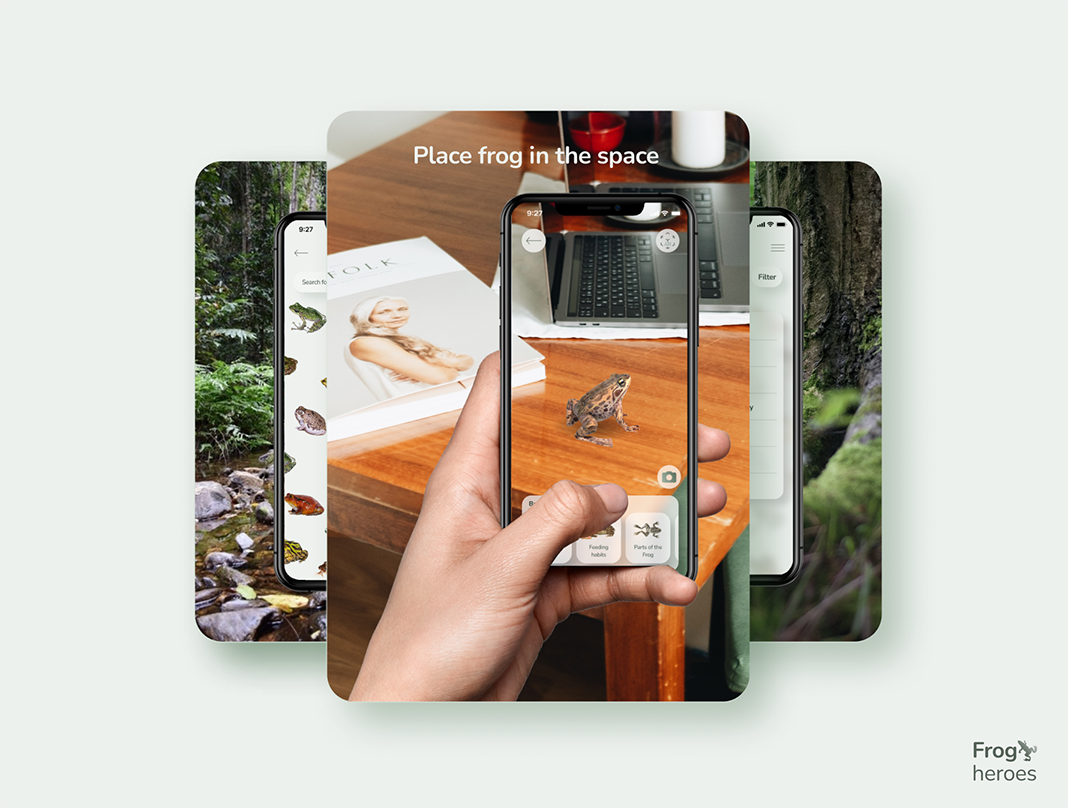 Place frog in the space
9:27
9:27
Search fo
Filter
FOLK
Feeding
habits
Parts of the
Frog
Frog
heroes